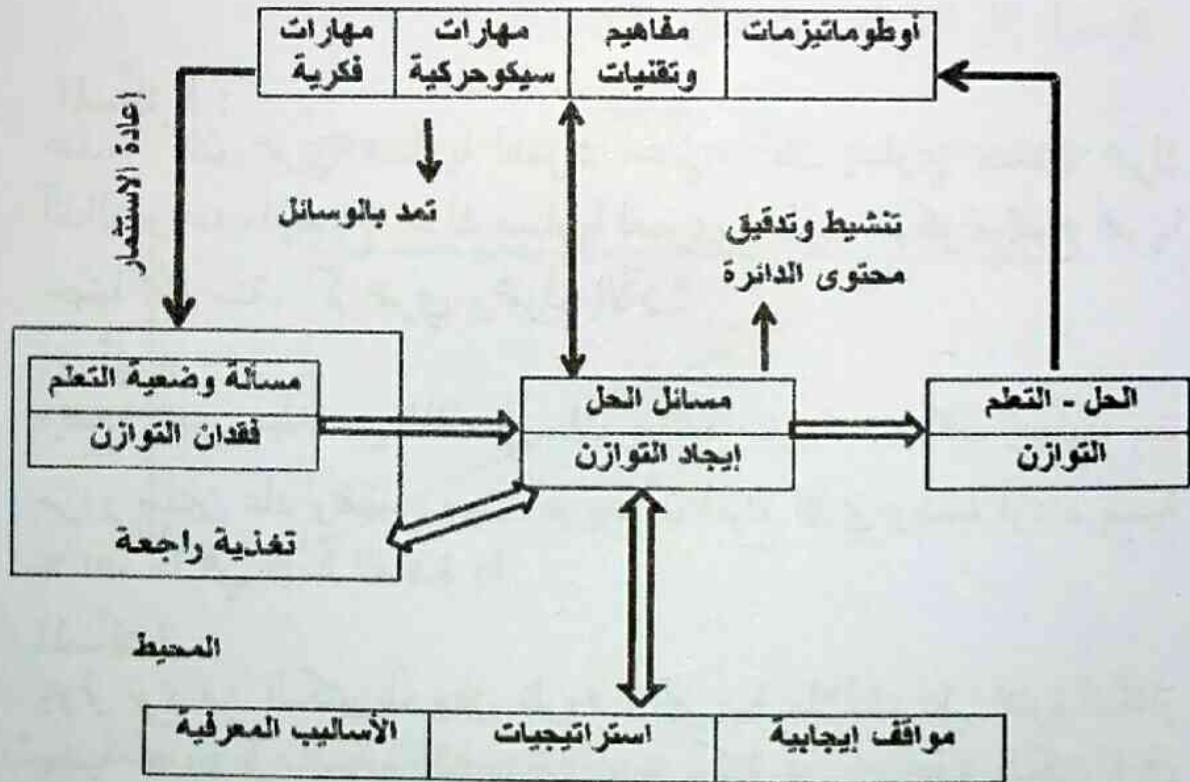 أوطوماتيزمات
مفاهيم
وتقنيات
مهارات
سيكوحركية
مهارات
فكرية
إعادة الاستثمار
تمد بالوسائل
تنشيط وتدقيق
محتوى الدائرة
الحل - التعلم
التوازن
مسائل الحل
إيجاد التوازن
مسألة وضعية التعلم
فقدان التوازن
تغذية راجعة
المحيط
مواقف إيجابية
استراتيجيات
الأساليب المعرفية